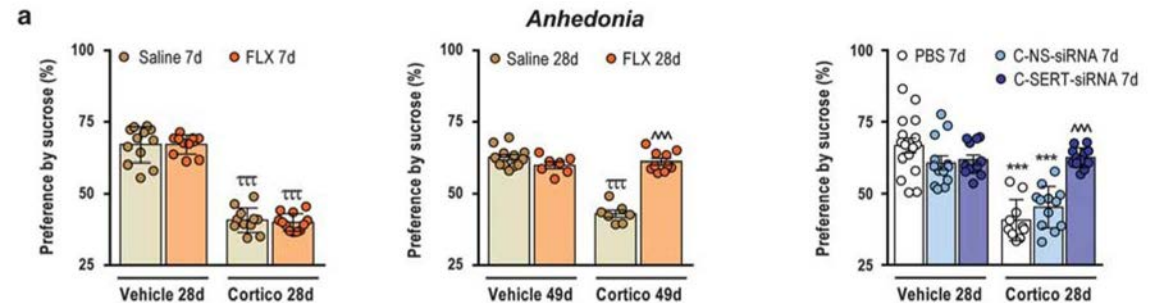 a
Anhedonia
Preference by sucrose (%)
100
75
50
25
Saline 7d
FLX 7d
τττ
τττ
Vehicle 28d
Cortico 28d
Preference by sucrose (%)
100
75
50
25
Saline 28d
FLX 28d
τττ
^^^
Vehicle 49d
Cortico 49d
Preference by sucrose (%)
100
75
50
25
PBS 7d
C-NS-siRNA 7d
C-SERT-siRNA 7d
***
***
^^^
Vehicle 28d
Cortico 28d